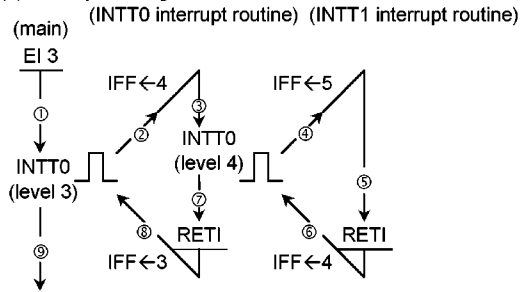 (INTT0 interrupt routine) (INTT1 interrupt routine)
(main)
EI 3
IFF←4
IFF←5
①
②
③
④
INTT0
(level 3)
INTT0
(level 4)
⑤
⑦
⑨
⑧
RETI
⑥
RETI
IFF←3
IFF←4